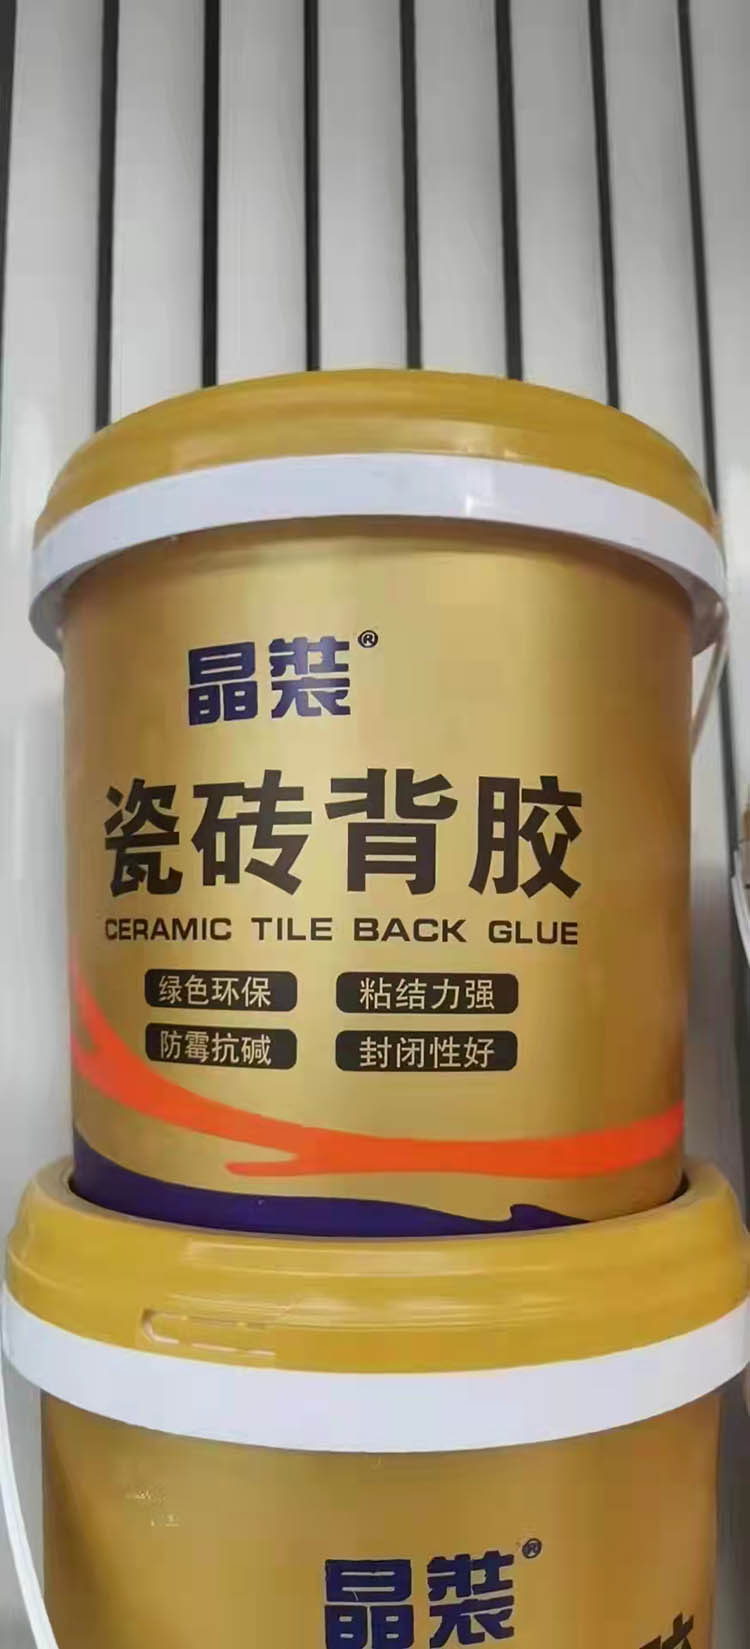 晶装®
瓷砖背胶
CERAMIC TILE BACK GLUE
绿色环保 粘结力强
防霉抗碱 封闭性好
晶装®